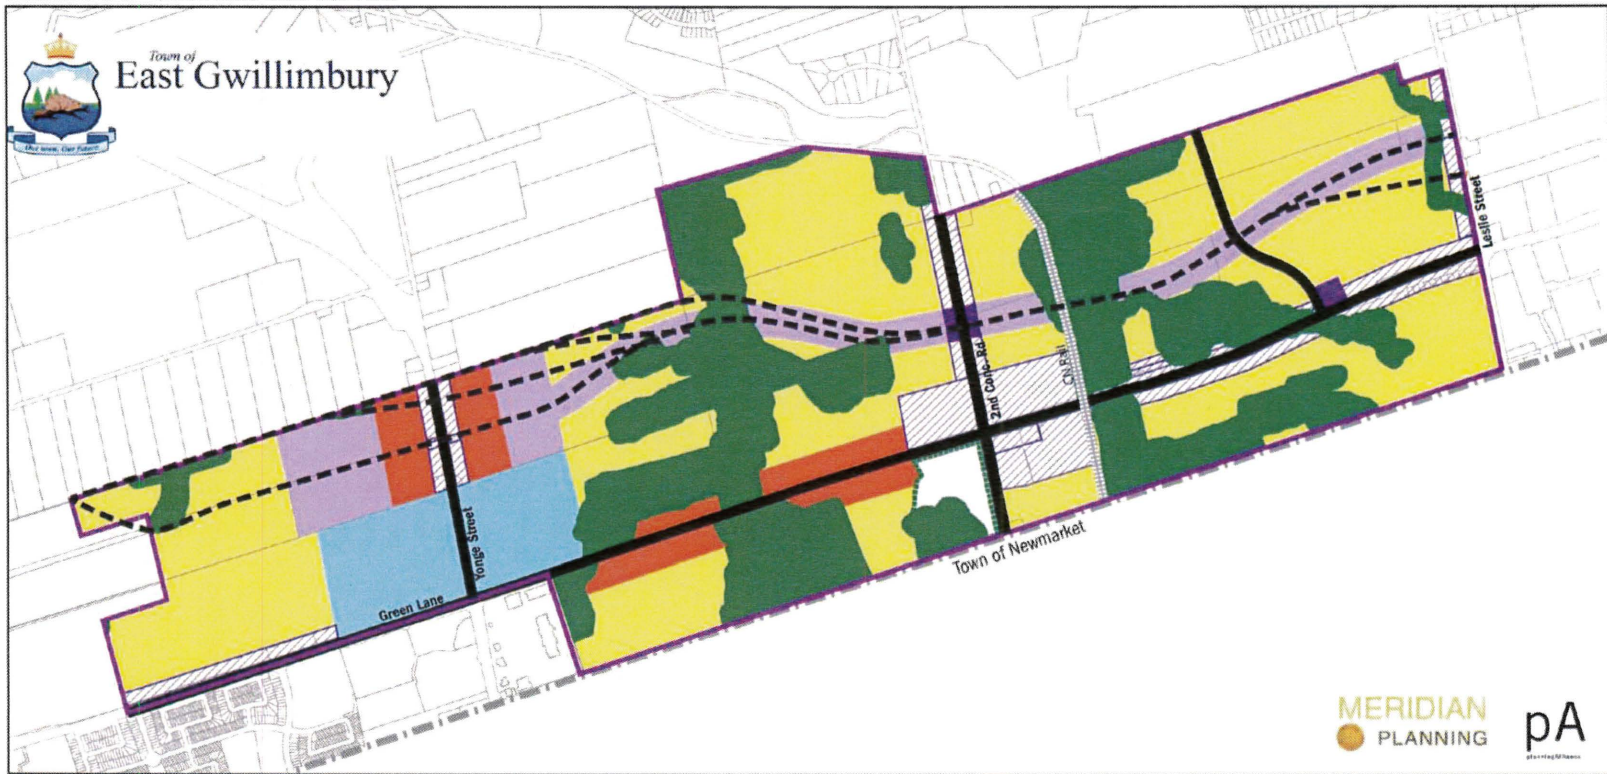 Town of
East Gwillimbury
Our town, Our future
Leslie Street
2nd Conc. Rd.
CN Rail
Yonge Street
Green Lane
Town of Newmarket
MERIDIAN
PLANNING
pA